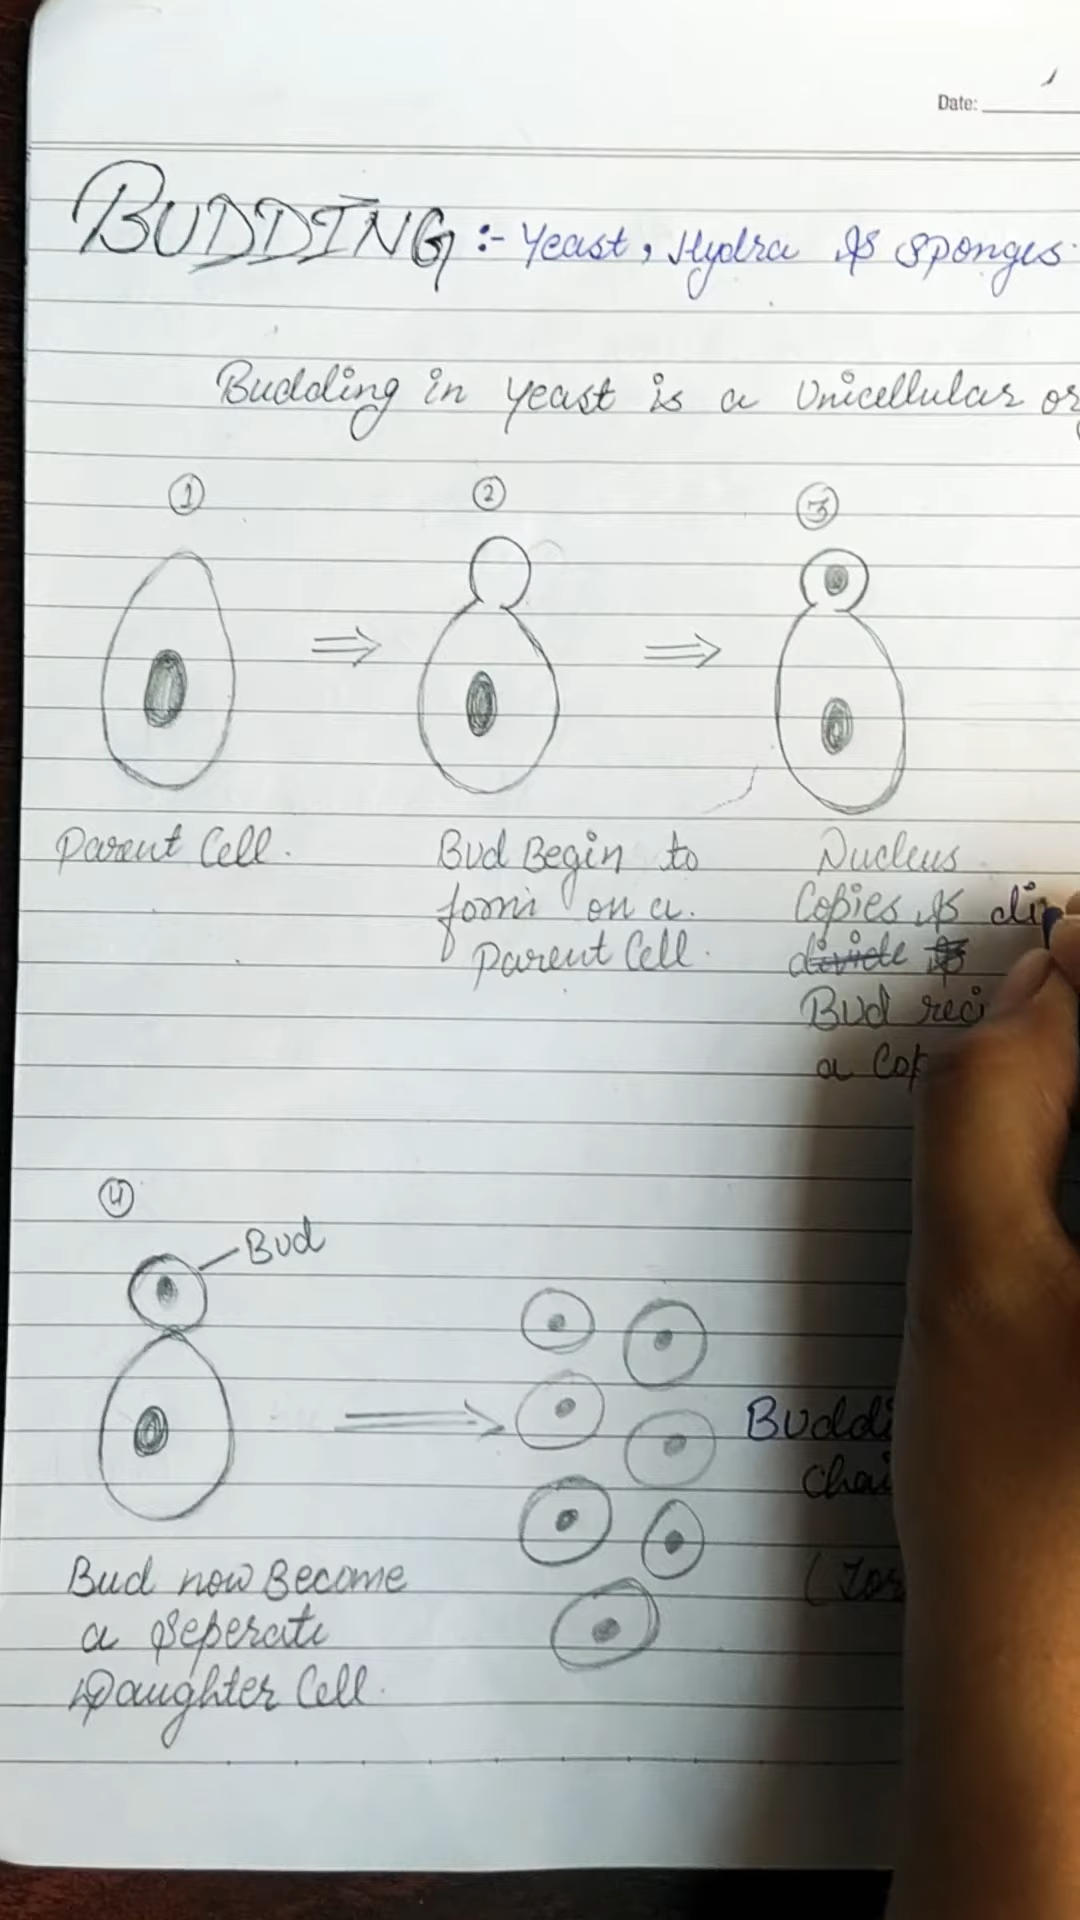 Date:
BUDDING :- Yeast, Hydra & Sponges.
Budding in yeast is a Unicellular
1
2
3
Parent Cell.
Bud Begin to
form on a
Parent Cell.
Nucleus
Copies &
divide &
Bud
a
4
Bud
Bud now Become
a Seperate
Daughter Cell.